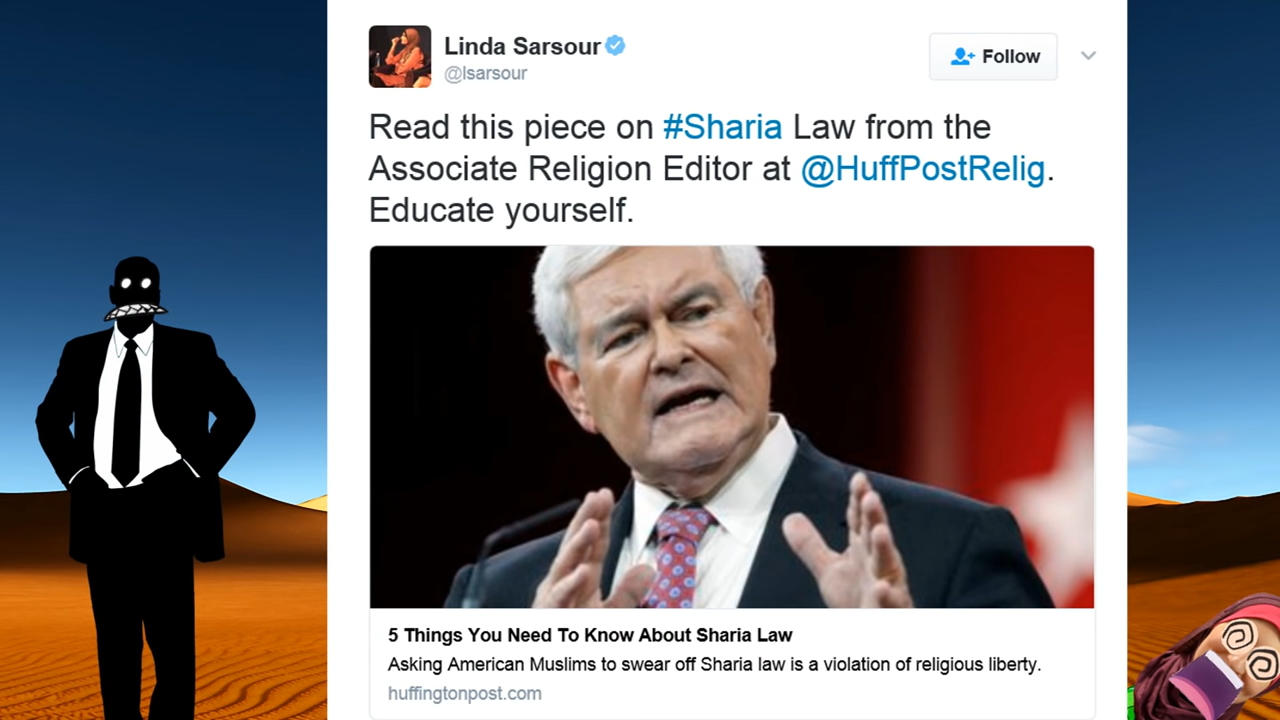 Linda Sarsour
@lsarsour
Follow
Read this piece on #Sharia Law from the
Associate Religion Editor at @HuffPostRelig.
Educate yourself.
5 Things You Need To Know About Sharia Law
Asking American Muslims to swear off Sharia law is a violation of religious liberty.
huffingtonpost.com